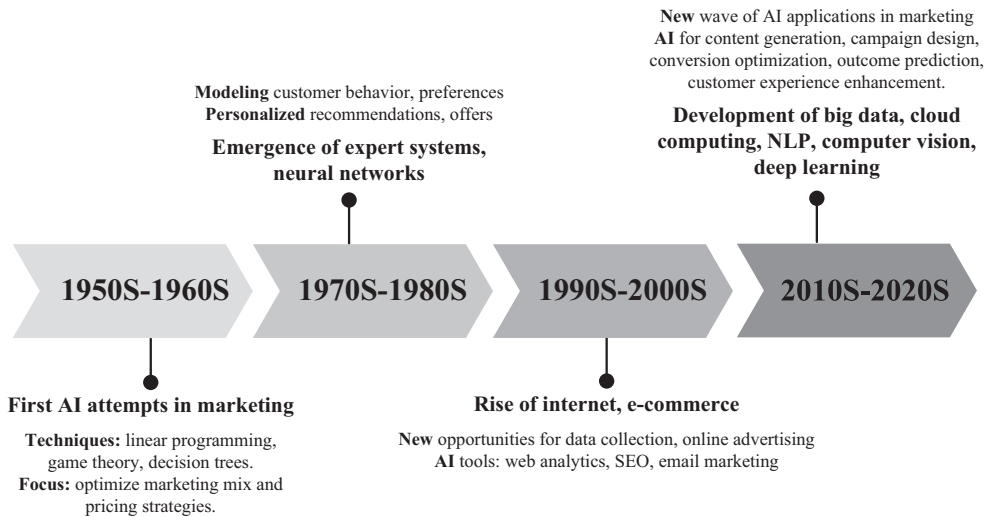 New wave of AI applications in marketing
AI for content generation, campaign design,
conversion optimization, outcome prediction,
customer experience enhancement.
Development of big data, cloud
computing, NLP, computer vision,
deep learning
Modeling customer behavior, preferences
Personalized recommendations, offers
Emergence of expert systems,
neural networks
1950S-1960S
1970S-1980S
1990S-2000S
2010S-2020S
First AI attempts in marketing
Techniques: linear programming,
game theory, decision trees.
Focus: optimize marketing mix and
pricing strategies.
Rise of internet, e-commerce
New opportunities for data collection, online advertising
AI tools: web analytics, SEO, email marketing